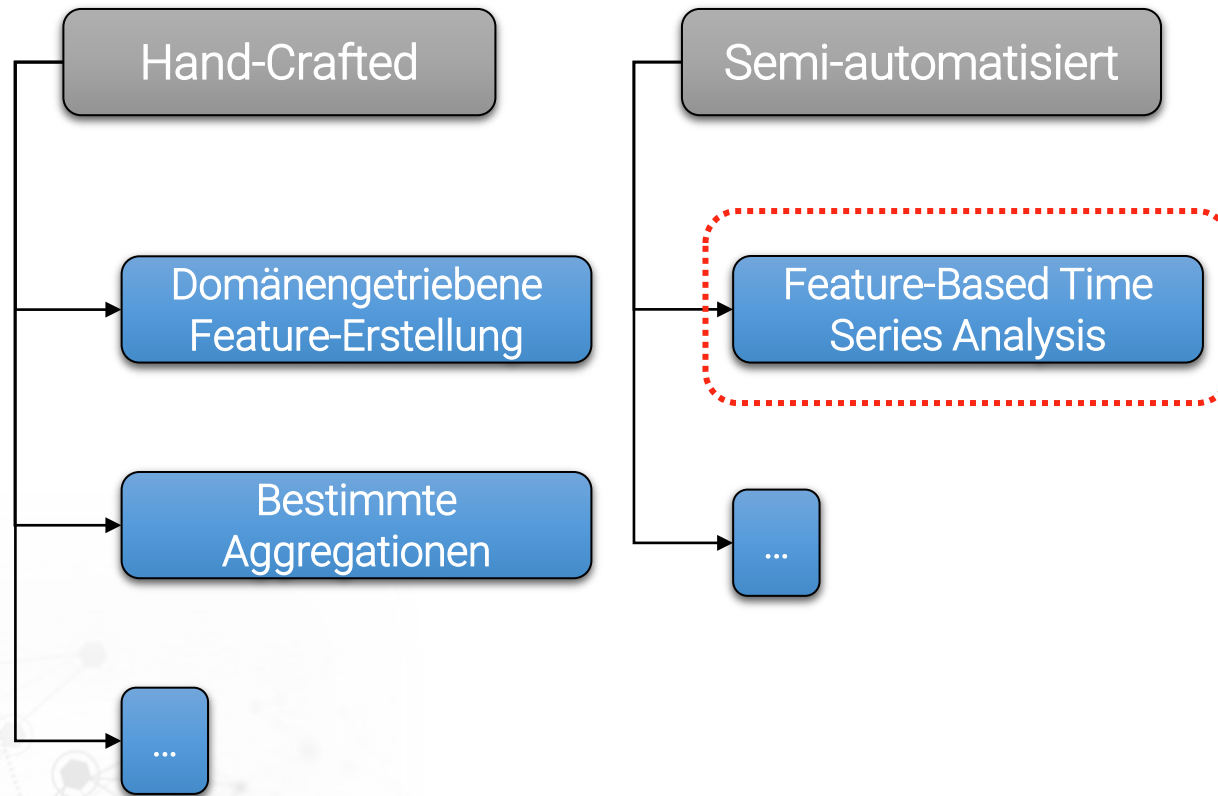 Hand-Crafted
Domänengetriebene
Feature-Erstellung
Bestimmte
Aggregationen
...
Semi-automatisiert
Feature-Based Time
Series Analysis
...